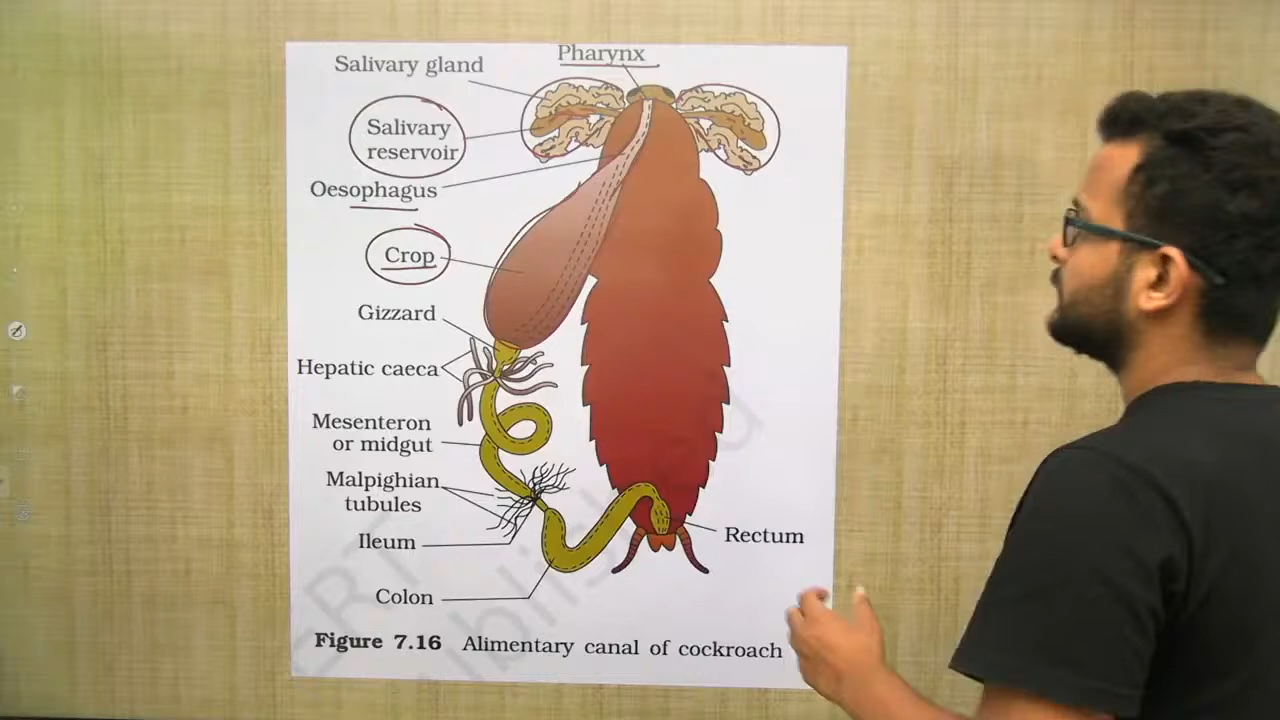 Pharynx
Salivary gland
Salivary
reservoir
Oesophagus
Crop
Gizzard
Hepatic caeca
Mesenteron
or midgut
Malpighian
tubules
Ileum
Rectum
Colon
Figure 7.16 Alimentary canal of cockroach